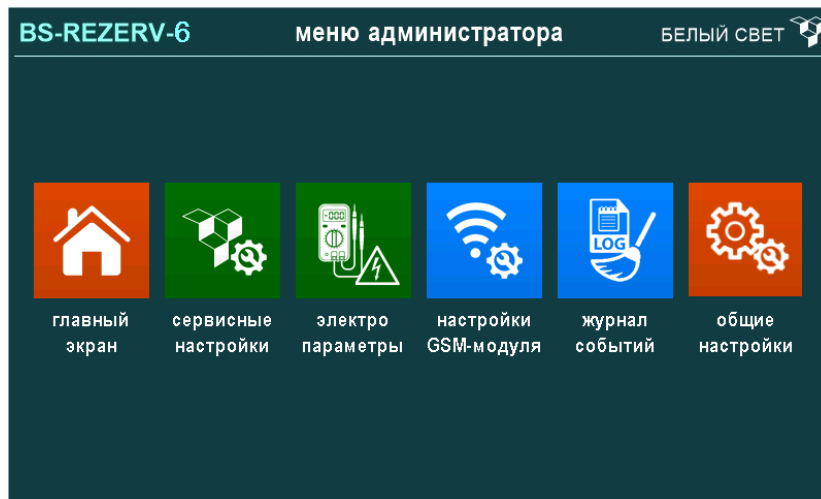 BS-REZERV-6 меню администратора БЕЛЫЙ СВЕТ
-000
LOG
главный сервисные электро настройки журнал общие
экран настройки параметры GSM-модуля событий настройки